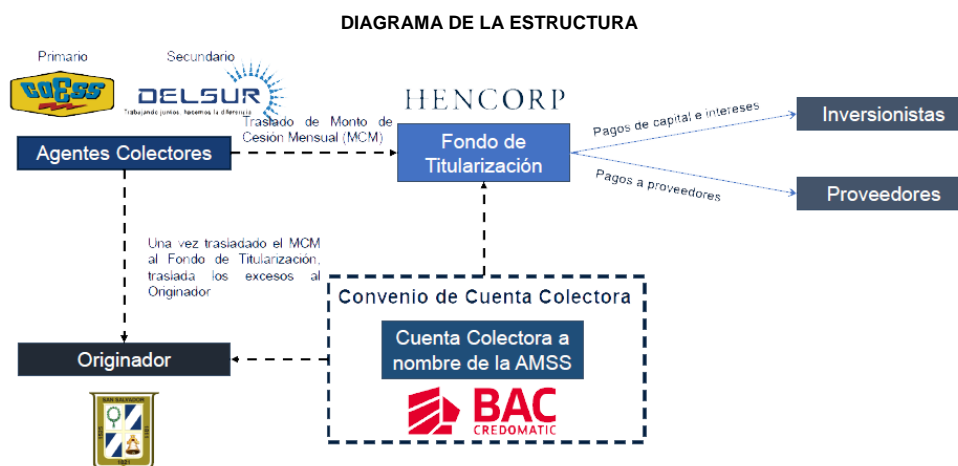 DIAGRAMA DE LA ESTRUCTURA
Primario
Secundario
COESS
DELSUR
Trabajando juntos, hacemos la diferencia
HENCORP
Agentes Colectores
Traslado de Monto de
Cesión Mensual (MCM)
Fondo de
Titularización
Pagos de capital e intereses
Inversionistas
Pagos a proveedores
Proveedores
Una vez trasladado el MCM
al Fondo de Titularización,
traslada los excesos al
Originador
Convenio de Cuenta Colectora
Cuenta Colectora a
nombre de la AMSS
Originador
BAC
CREDOMATIC
SAN SALVADOR